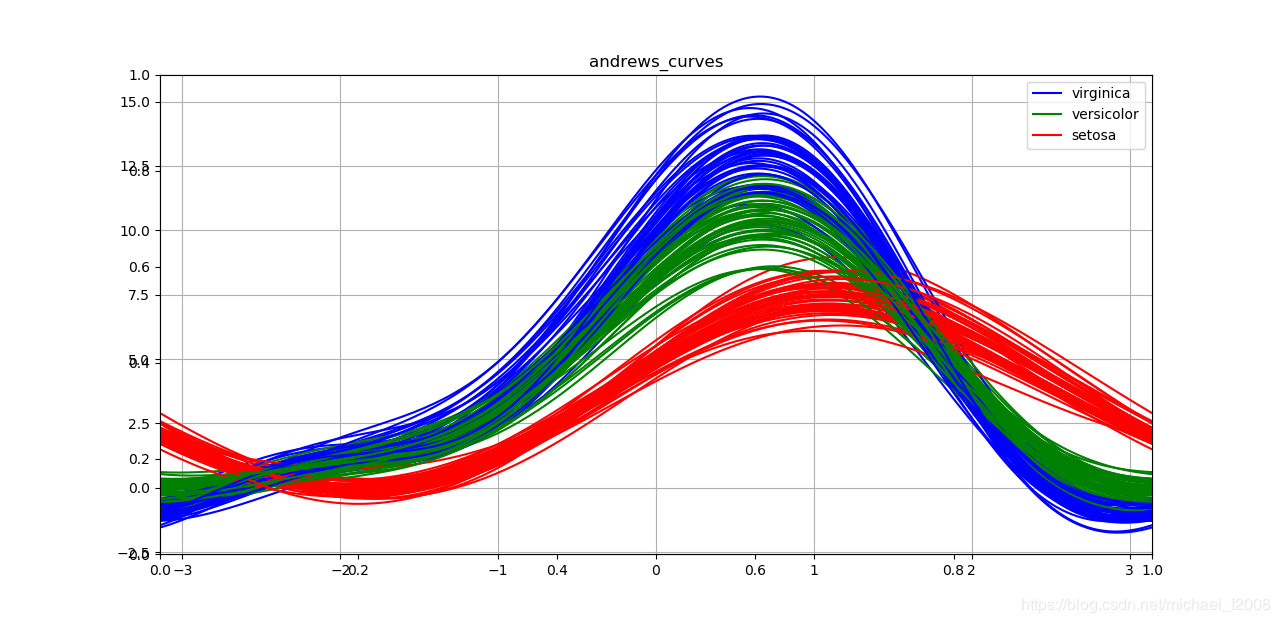 andrews_curves
virginica
versicolor
setosa
1.0
15.0
12.5
0.8
10.0
0.6
7.5
5.0
0.4
2.5
0.2
0.0
−2.5
0.0
0.0 −3 −2 0.2 −1 0.4 0 0.6 1 0.8 2 3 1.0
https://blog.csdn.net/michael_f2008